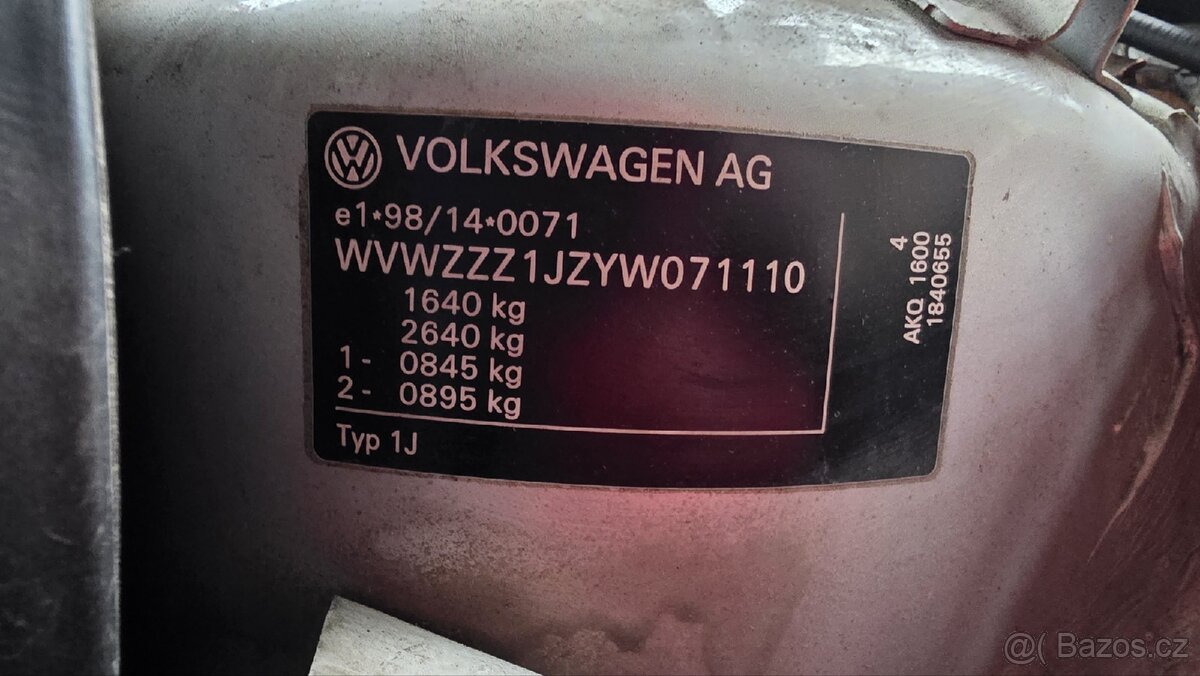 VOLKSWAGEN AG
e1*98/14*0071
WVWZZZ1JZYW071110
1640 kg
2640 kg
1- 0845 kg
2- 0895 kg
Typ 1J
4
AKQ 1600
1840655
@( Bazos.cz